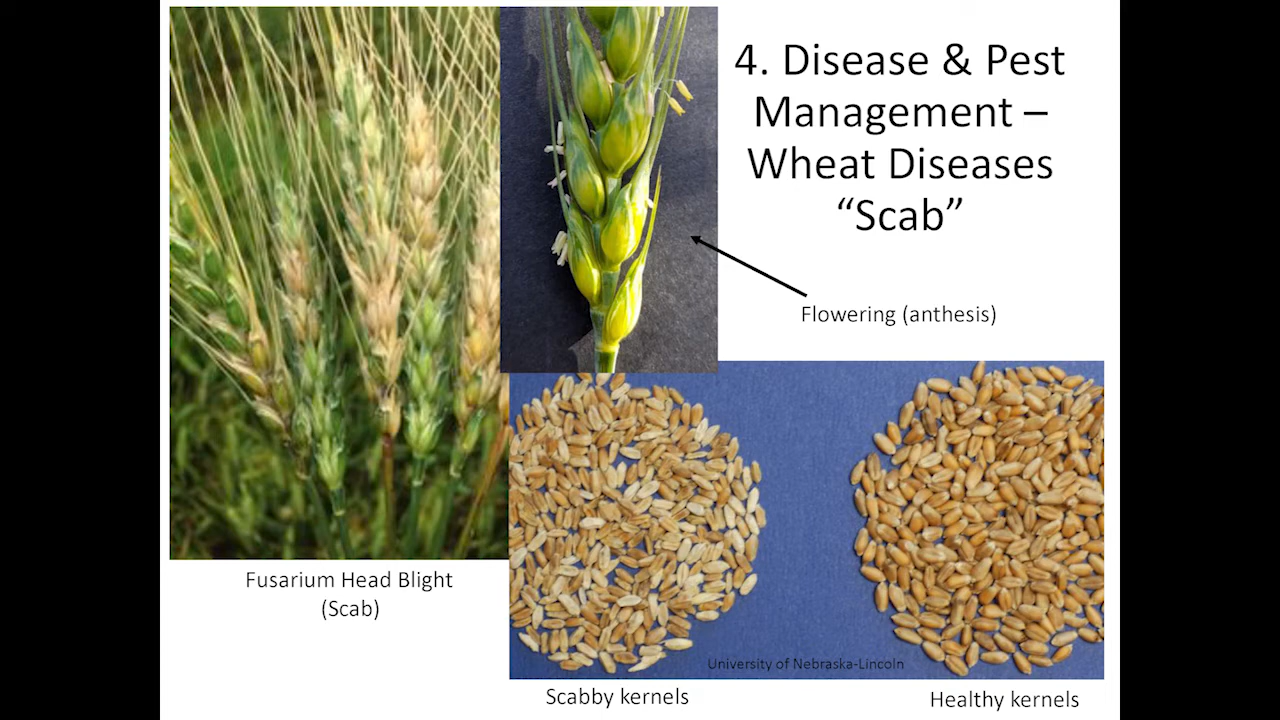 4. Disease & Pest
Management –
Wheat Diseases
“Scab”
Flowering (anthesis)
Fusarium Head Blight
(Scab)
University of Nebraska-Lincoln
Scabby kernels
Healthy kernels